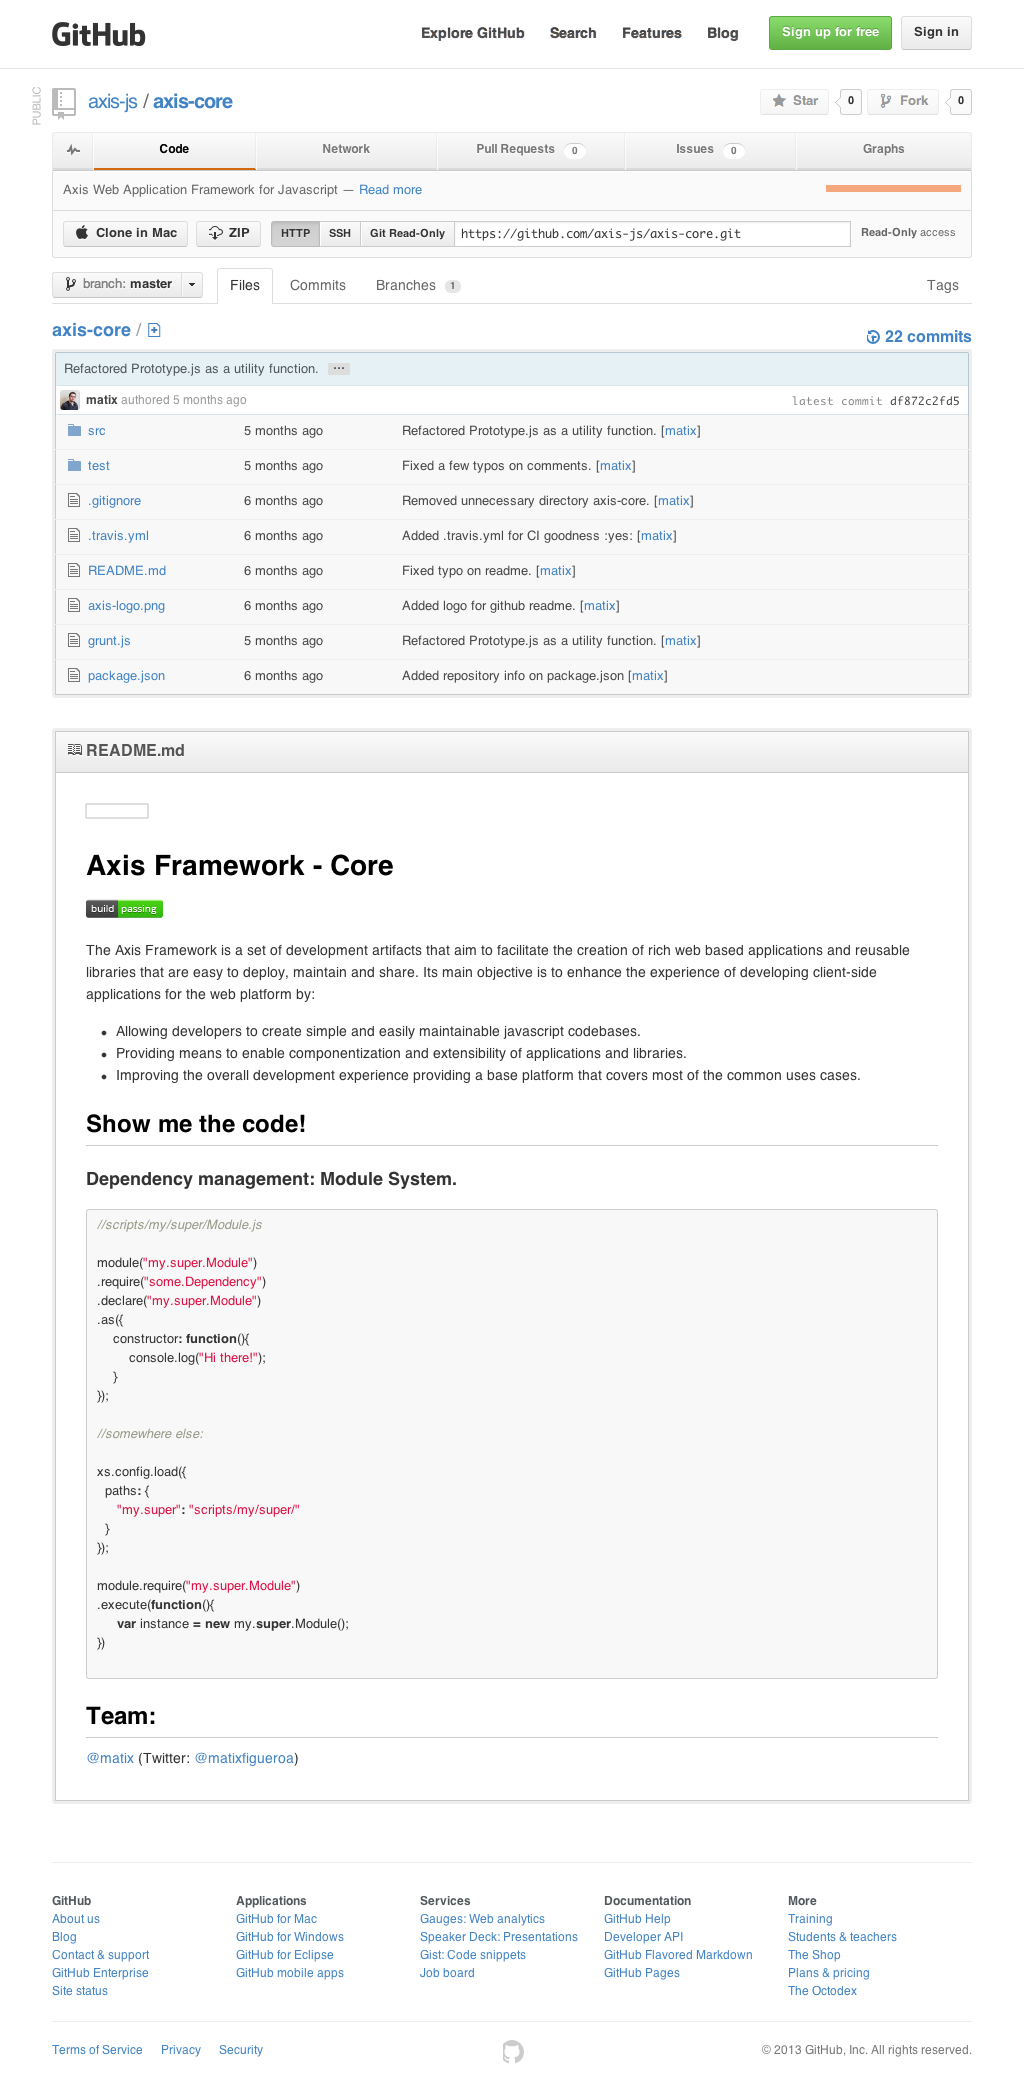 GitHub
Explore GitHub Search Features Blog Sign up for free Sign in
PUBLIC
axis-js / axis-core
Star 0 Fork 0
Code Network Pull Requests 0 Issues 0 Graphs
Axis Web Application Framework for Javascript — Read more
Clone in Mac ZIP HTTP SSH Git Read-Only https://github.com/axis-js/axis-core.git Read-Only access
branch: master Files Commits Branches 1 Tags
axis-core /
22 commits
Refactored Prototype.js as a utility function. ...
matix authored 5 months ago latest commit df872c2fd5
src 5 months ago Refactored Prototype.js as a utility function. [matix]
test 5 months ago Fixed a few typos on comments. [matix]
.gitignore 6 months ago Removed unnecessary directory axis-core. [matix]
.travis.yml 6 months ago Added .travis.yml for CI goodness :yes: [matix]
README.md 6 months ago Fixed typo on readme. [matix]
axis-logo.png 6 months ago Added logo for github readme. [matix]
grunt.js 5 months ago Refactored Prototype.js as a utility function. [matix]
package.json 6 months ago Added repository info on package.json [matix]
README.md
Axis Framework - Core
build passing
The Axis Framework is a set of development artifacts that aim to facilitate the creation of rich web based applications and reusable
libraries that are easy to deploy, maintain and share. Its main objective is to enhance the experience of developing client-side
applications for the web platform by:
• Allowing developers to create simple and easily maintainable javascript codebases.
• Providing means to enable componentization and extensibility of applications and libraries.
• Improving the overall development experience providing a base platform that covers most of the common uses cases.
Show me the code!
Dependency management: Module System.
//scripts/my/super/Module.js
module("my.super.Module")
.require("some.Dependency")
.declare("my.super.Module")
.as({
constructor: function(){
console.log("Hi there!");
}
});
//somewhere else:
xs.config.load({
paths: {
"my.super": "scripts/my/super/"
}
});
module.require("my.super.Module")
.execute(function(){
var instance = new my.super.Module();
})
Team:
@matix (Twitter: @matixfigueroa)
GitHub Applications Services Documentation More
About us GitHub for Mac Gauges: Web analytics GitHub Help Training
Blog GitHub for Windows Speaker Deck: Presentations Developer API Students & teachers
Contact & support GitHub for Eclipse Gist: Code snippets GitHub Flavored Markdown The Shop
GitHub Enterprise GitHub mobile apps Job board GitHub Pages Plans & pricing
Site status The Octodex
Terms of Service Privacy Security © 2013 GitHub, Inc. All rights reserved.